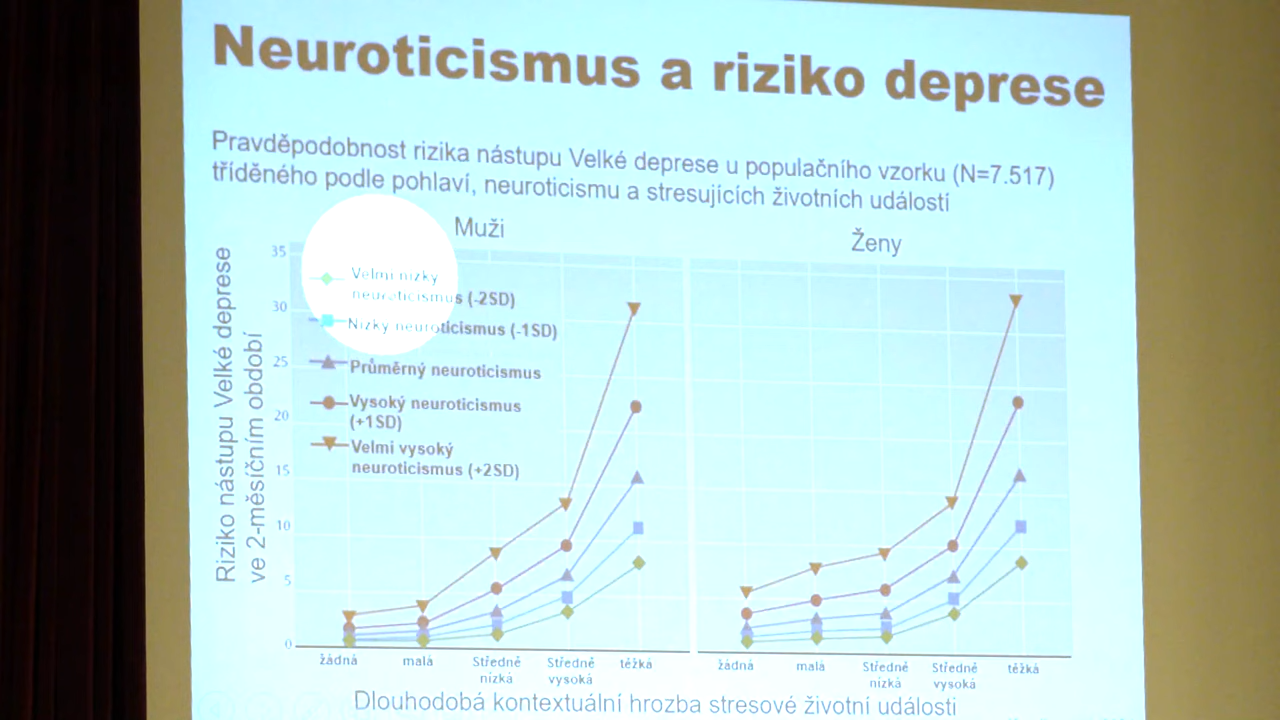 Neuroticismus a riziko deprese
Pravděpodobnost rizika nástupu Velké deprese u populačního vzorku (N=7.517)
tříděného podle pohlaví, neuroticismu a stresujících životních událostí
Muži
Ženy
Riziko nástupu Velké deprese
ve 2-měsíčním období
35
30
25
20
15
10
5
0
Velmi nízký
neuroticismus (-2SD)
Nízký neuroticismus (-1SD)
Průměrný neuroticismus
Vysoký neuroticismus
(+1SD)
Velmi vysoký
neuroticismus (+2SD)
žádná
malá
Středně
nízká
Středně
vysoká
těžká
žádná
malá
Středně
nízká
Středně
vysoká
těžká
Dlouhodobá kontextuální hrozba stresové životní události